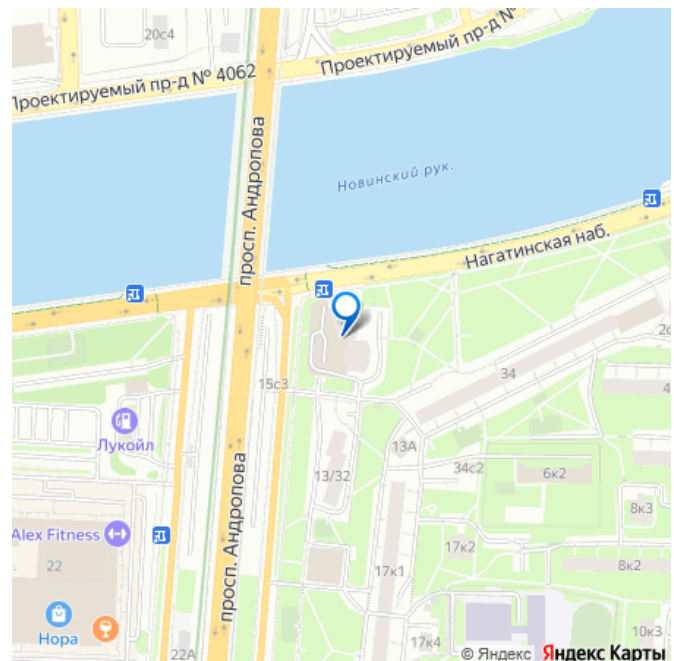 20с4
Проектируемый пр-д №
Проектируемый пр-д № 4062
просп. Андропова
Новинский рук.
Нагатинская наб.
34
15с3
Лукойл
13А
13/32
34с2
6к2
8к3
просп. Андропова
Alex Fitness
17к2
22
17к1
8к2
Нора
10к3
22А
17к4
© Яндекс Яндекс Карты